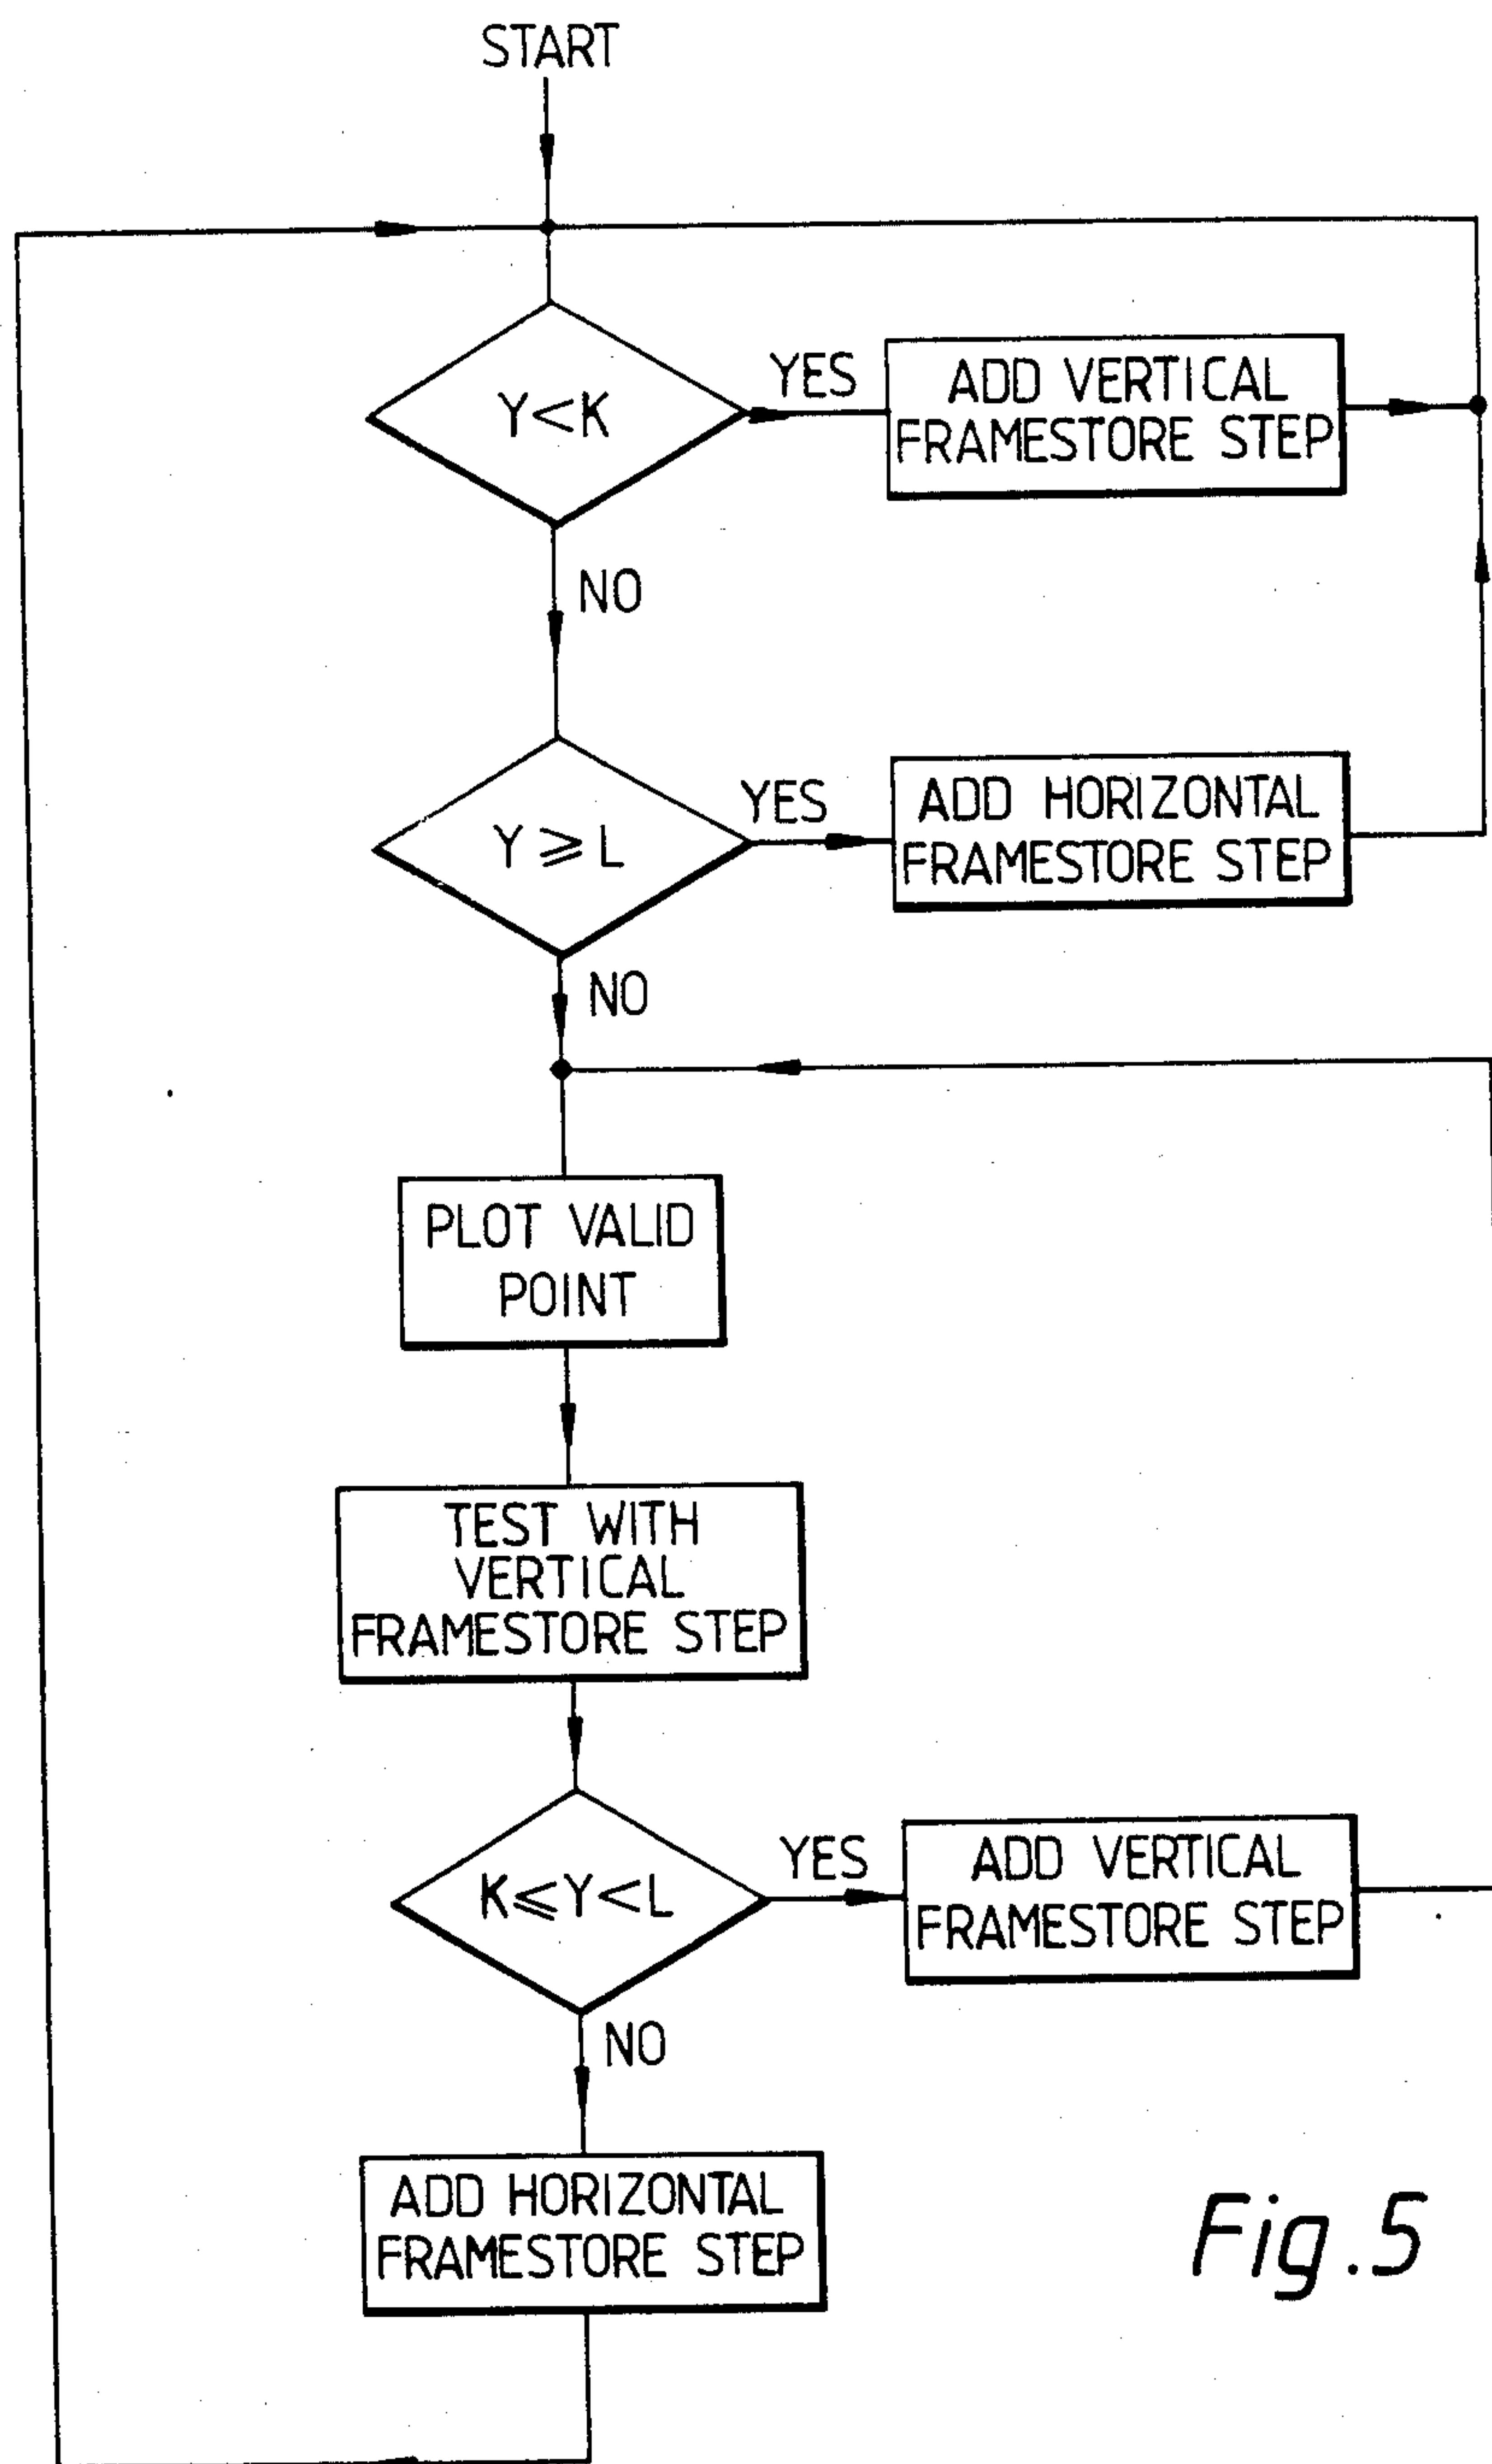 START
Y<K
YES
ADD VERTICAL
FRAMESTORE STEP
NO
Y⩾L
YES
ADD HORIZONTAL
FRAMESTORE STEP
NO
PLOT VALID
POINT
TEST WITH
VERTICAL
FRAMESTORE STEP
K⩽Y<L
YES
ADD VERTICAL
FRAMESTORE STEP
NO
ADD HORIZONTAL
FRAMESTORE STEP
Fig.5